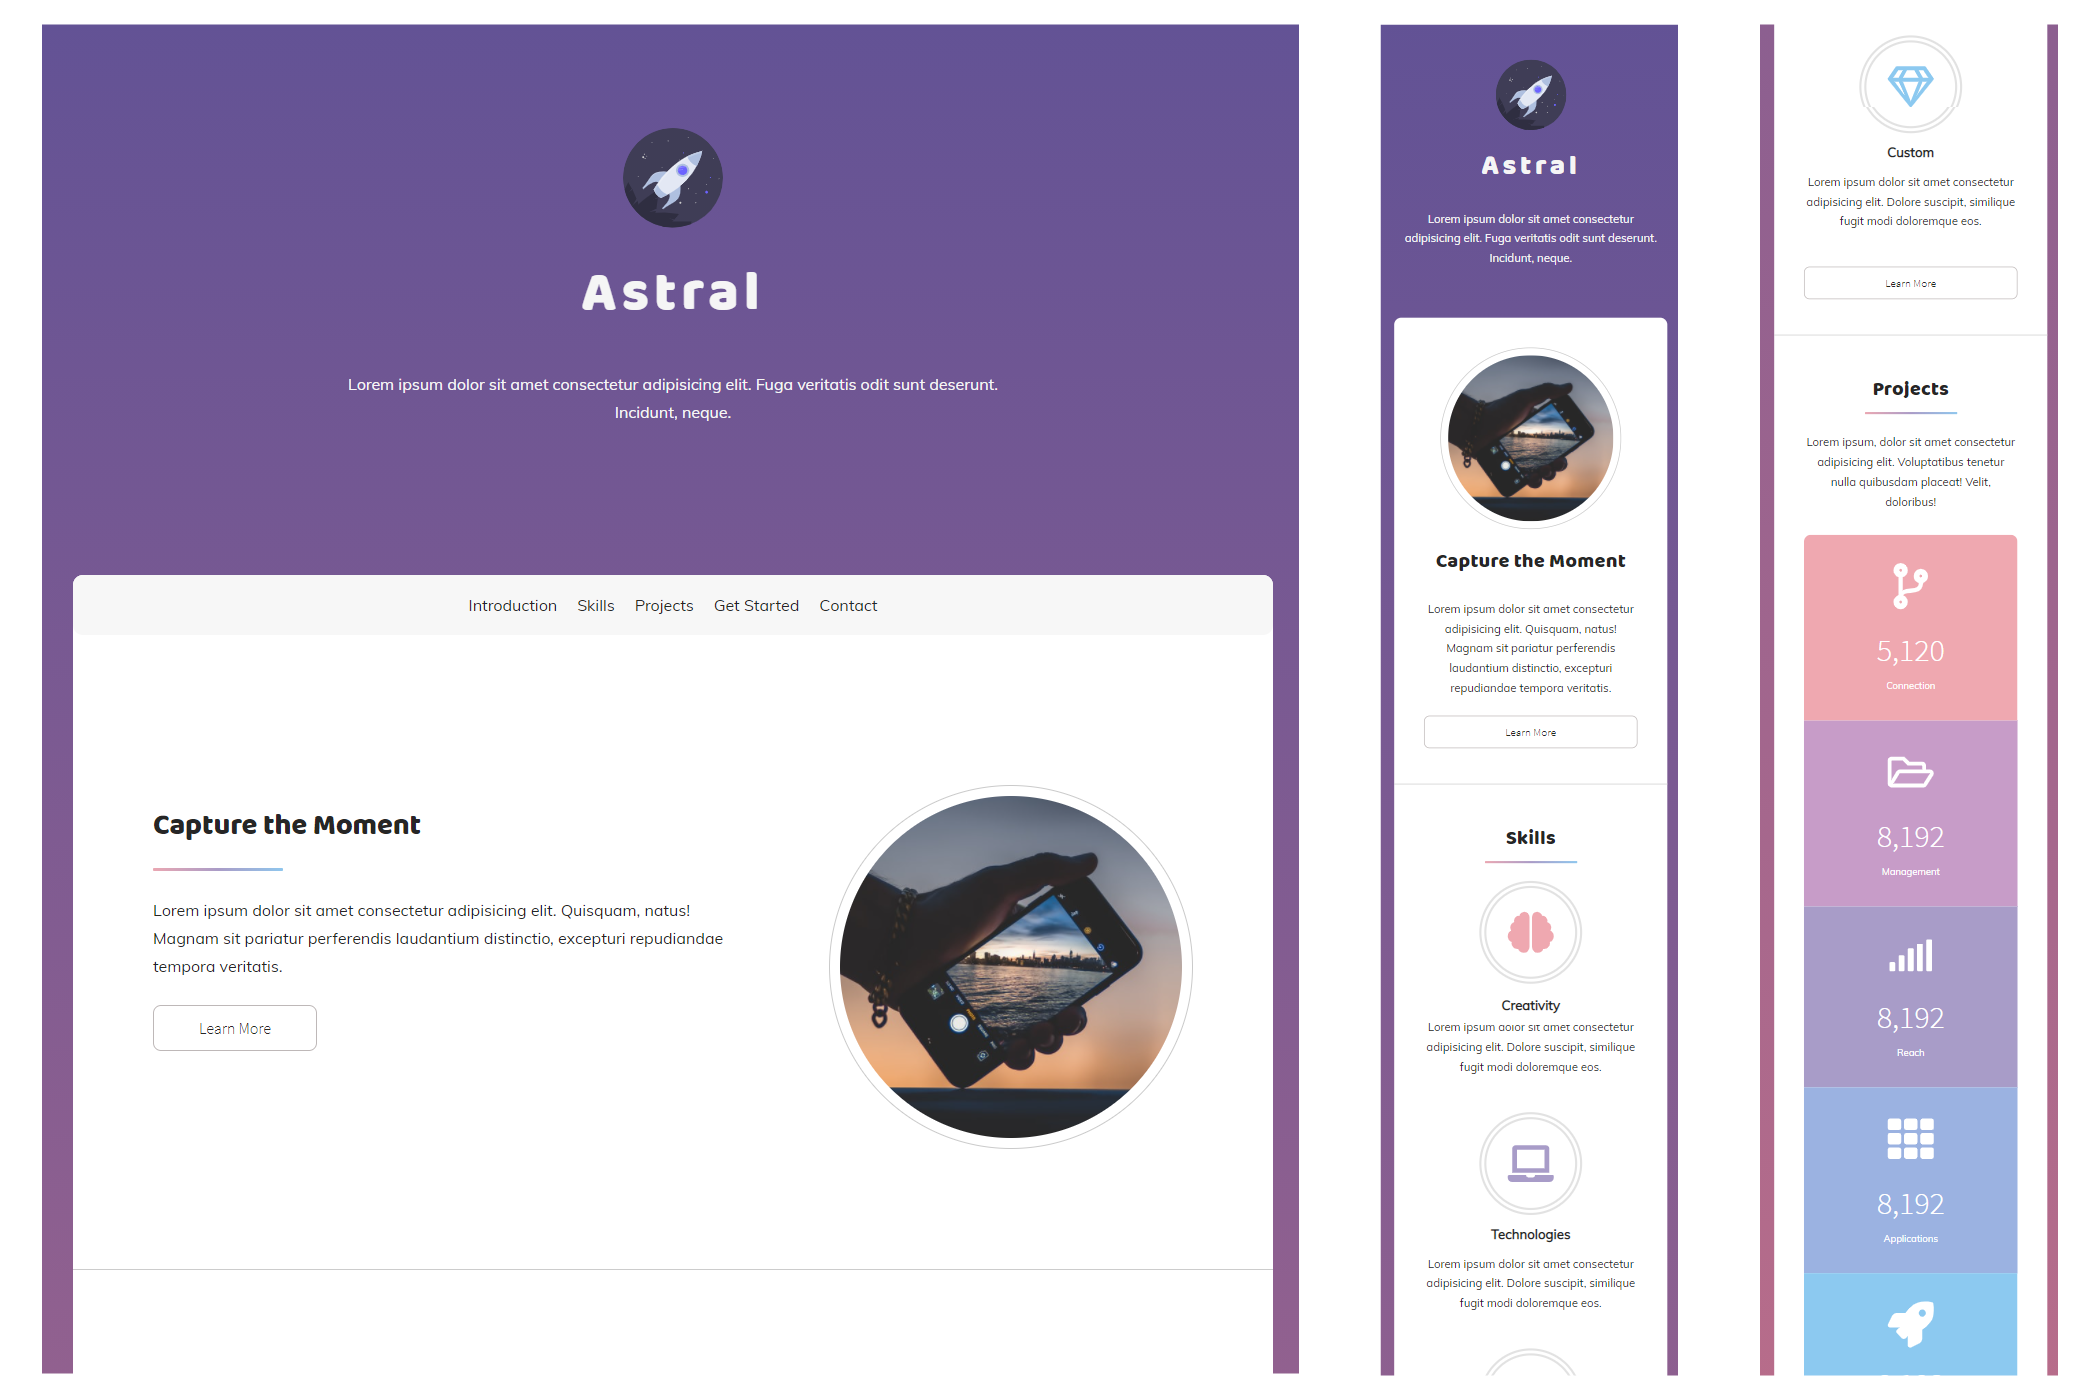 Astral
Lorem ipsum dolor sit amet consectetur adipisicing elit. Fuga veritatis odit sunt deserunt.
Incidunt, neque.
Introduction Skills Projects Get Started Contact
Capture the Moment
Lorem ipsum dolor sit amet consectetur adipisicing elit. Quisquam, natus!
Magnam sit pariatur perferendis laudantium distinctio, excepturi repudiandae
tempora veritatis.
Learn More
Astral
Lorem ipsum dolor sit amet consectetur
adipisicing elit. Fuga veritatis odit sunt deserunt.
Incidunt, neque.
Capture the Moment
Lorem ipsum dolor sit amet consectetur
adipisicing elit. Quisquam, natus!
Magnam sit pariatur perferendis
laudantium distinctio, excepturi
repudiandae tempora veritatis.
Learn More
Skills
Creativity
Lorem ipsum dolor sit amet consectetur
adipisicing elit. Dolore suscipit, similique
fugit modi doloremque eos.
Technologies
Lorem ipsum dolor sit amet consectetur
adipisicing elit. Dolore suscipit, similique
fugit modi doloremque eos.
Custom
Lorem ipsum dolor sit amet consectetur
adipisicing elit. Dolore suscipit, similique
fugit modi doloremque eos.
Learn More
Projects
Lorem ipsum, dolor sit amet consectetur
adipisicing elit. Voluptatibus tenetur
nulla quibusdam placeat! Velit,
doloribus!
5,120
Connection
8,192
Management
8,192
Reach
8,192
Applications